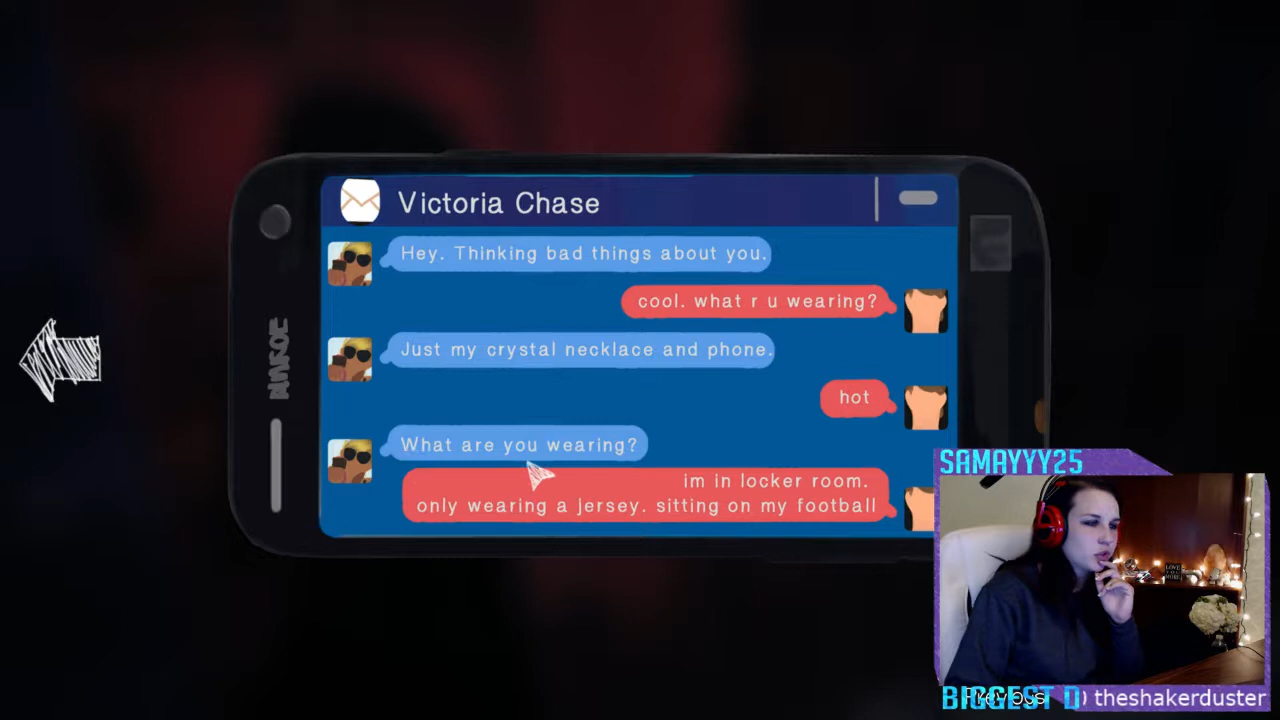 Victoria Chase
Hey. Thinking bad things about you.
cool. what r u wearing?
Just my crystal necklace and phone.
hot
What are you wearing?
im in locker room.
only wearing a jersey. sitting on my football
SAMAYYY25
BIGGEST D
theshakerduster